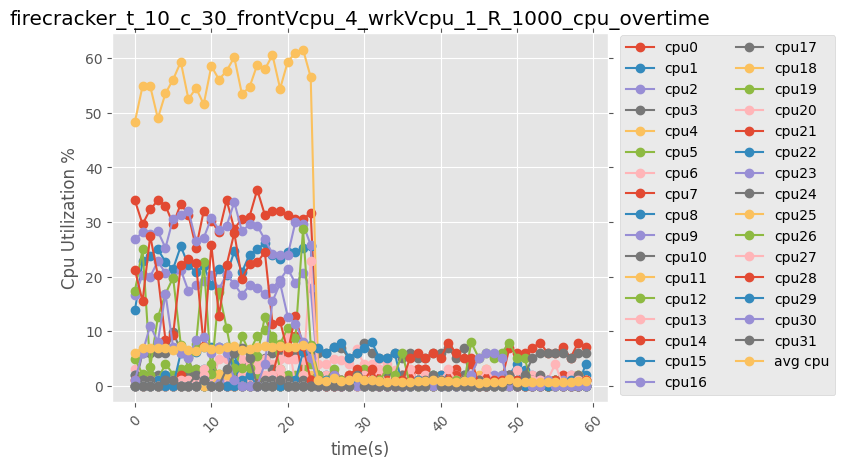 firecracker_t_10_c_30_frontVcpu_4_wrkVcpu_1_R_1000_cpu_overtime
Cpu Utilization %
60
50
40
30
20
10
0
0
10
20
30
40
50
60
time(s)
cpu0
cpu1
cpu2
cpu3
cpu4
cpu5
cpu6
cpu7
cpu8
cpu9
cpu10
cpu11
cpu12
cpu13
cpu14
cpu15
cpu16
cpu17
cpu18
cpu19
cpu20
cpu21
cpu22
cpu23
cpu24
cpu25
cpu26
cpu27
cpu28
cpu29
cpu30
cpu31
avg cpu